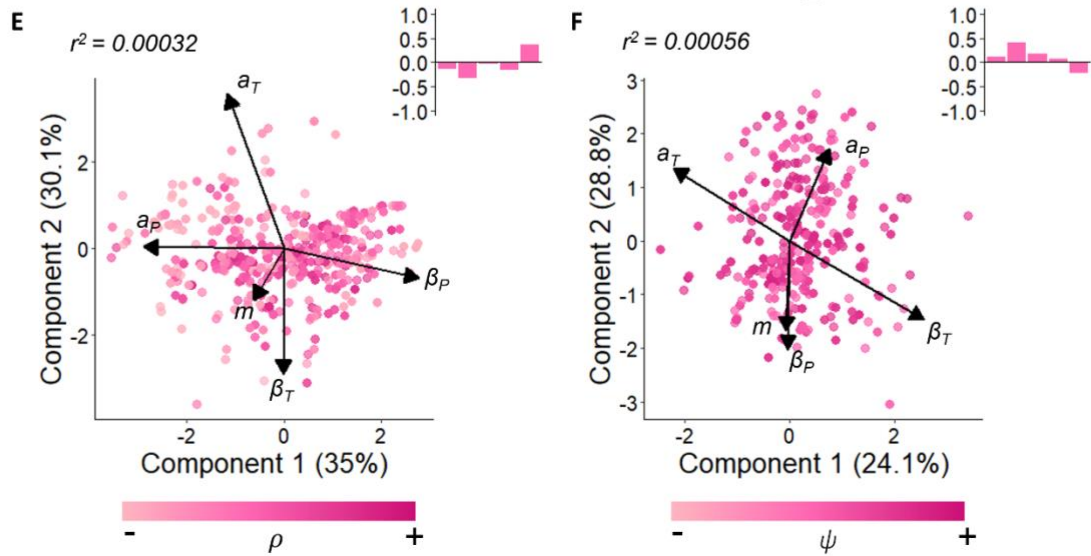 E
r² = 0.00032
1.0
0.5
0.0
-0.5
-1.0
Component 2 (30.1%)
2
0
-2
a_T
a_P
m
β_T
β_P
-2 0 2
Component 1 (35%)
- ρ +
F
r² = 0.00056
1.0
0.5
0.0
-0.5
-1.0
Component 2 (28.8%)
3
2
1
0
-1
-2
-3
a_T
a_P
m
β_P
β_T
-2 0 2
Component 1 (24.1%)
- ψ +